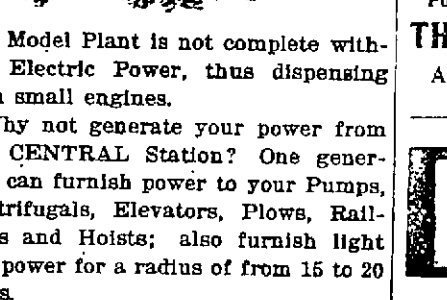 Model Plant is not complete with-
Electric Power, thus dispensing
small engines.
hy not generate your power from
CENTRAL Station? One gener-
can furnish power to your Pumps,
trifugals, Elevators, Plows, Rail-
s and Hoists; also furnish light
power for a radius of from 15 to 20
s.
TH
A